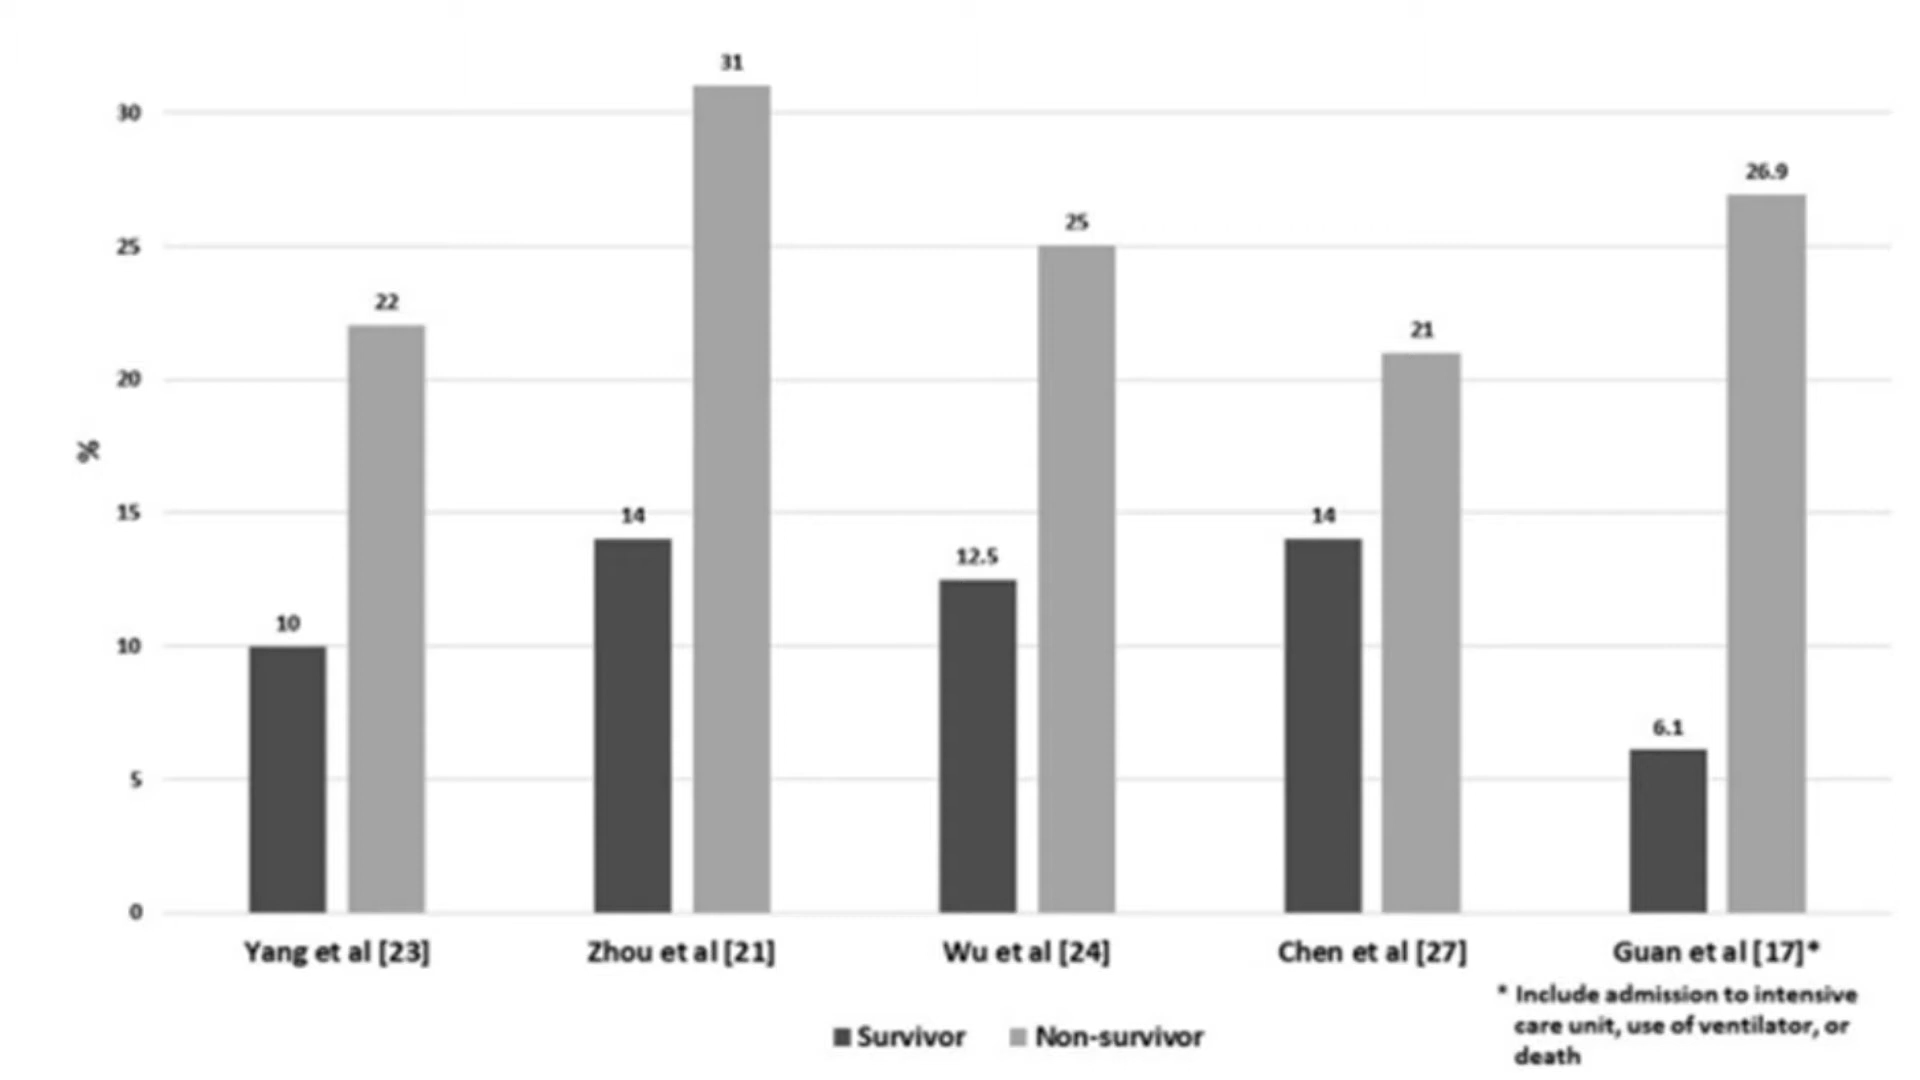 31
30
26.9
25
25
22
21
20
%
15
14
14
12.5
10
10
6.1
5
0
Yang et al [23]
Zhou et al [21]
Wu et al [24]
Chen et al [27]
Guan et al [17]*
* Include admission to intensive
care unit, use of ventilator, or
death
Survivor
Non-survivor